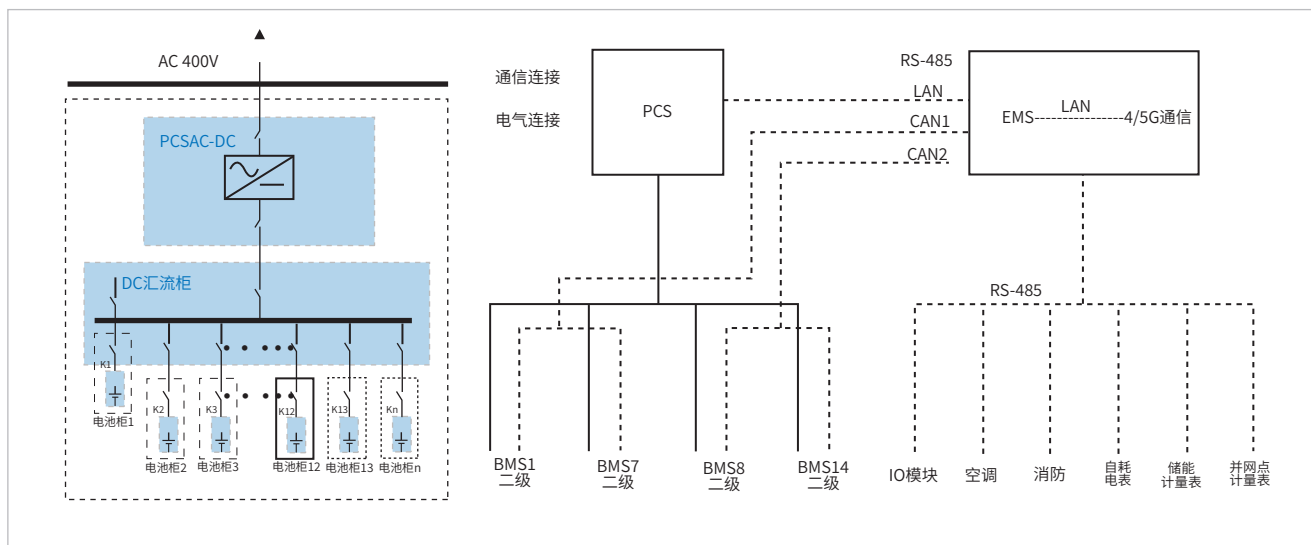 AC 400V
PCSAC-DC
DC汇流柜
K1
电池柜1
K2
K3
K12
K13
Kn
电池柜2
电池柜3
电池柜12
电池柜13
电池柜n
通信连接
电气连接
PCS
RS-485
LAN
CAN1
CAN2
LAN
EMS----------------4/5G通信
BMS1
二级
BMS7
二级
BMS8
二级
BMS14
二级
RS-485
IO模块
空调
消防
自耗
电表
储能
计量表
并网点
计量表